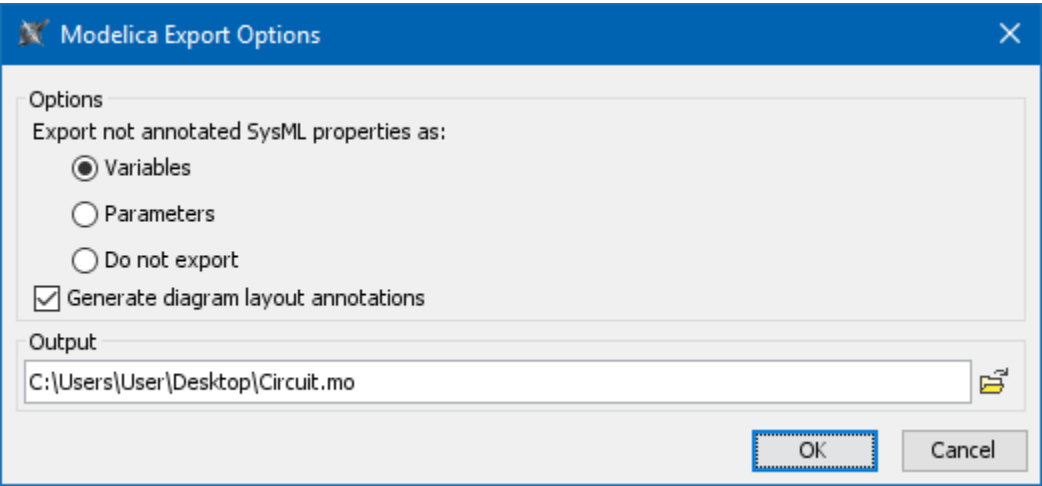 Modelica Export Options
Options
Export not annotated SysML properties as:
Variables
Parameters
Do not export
Generate diagram layout annotations
Output
C:\Users\User\Desktop\Circuit.mo
OK Cancel